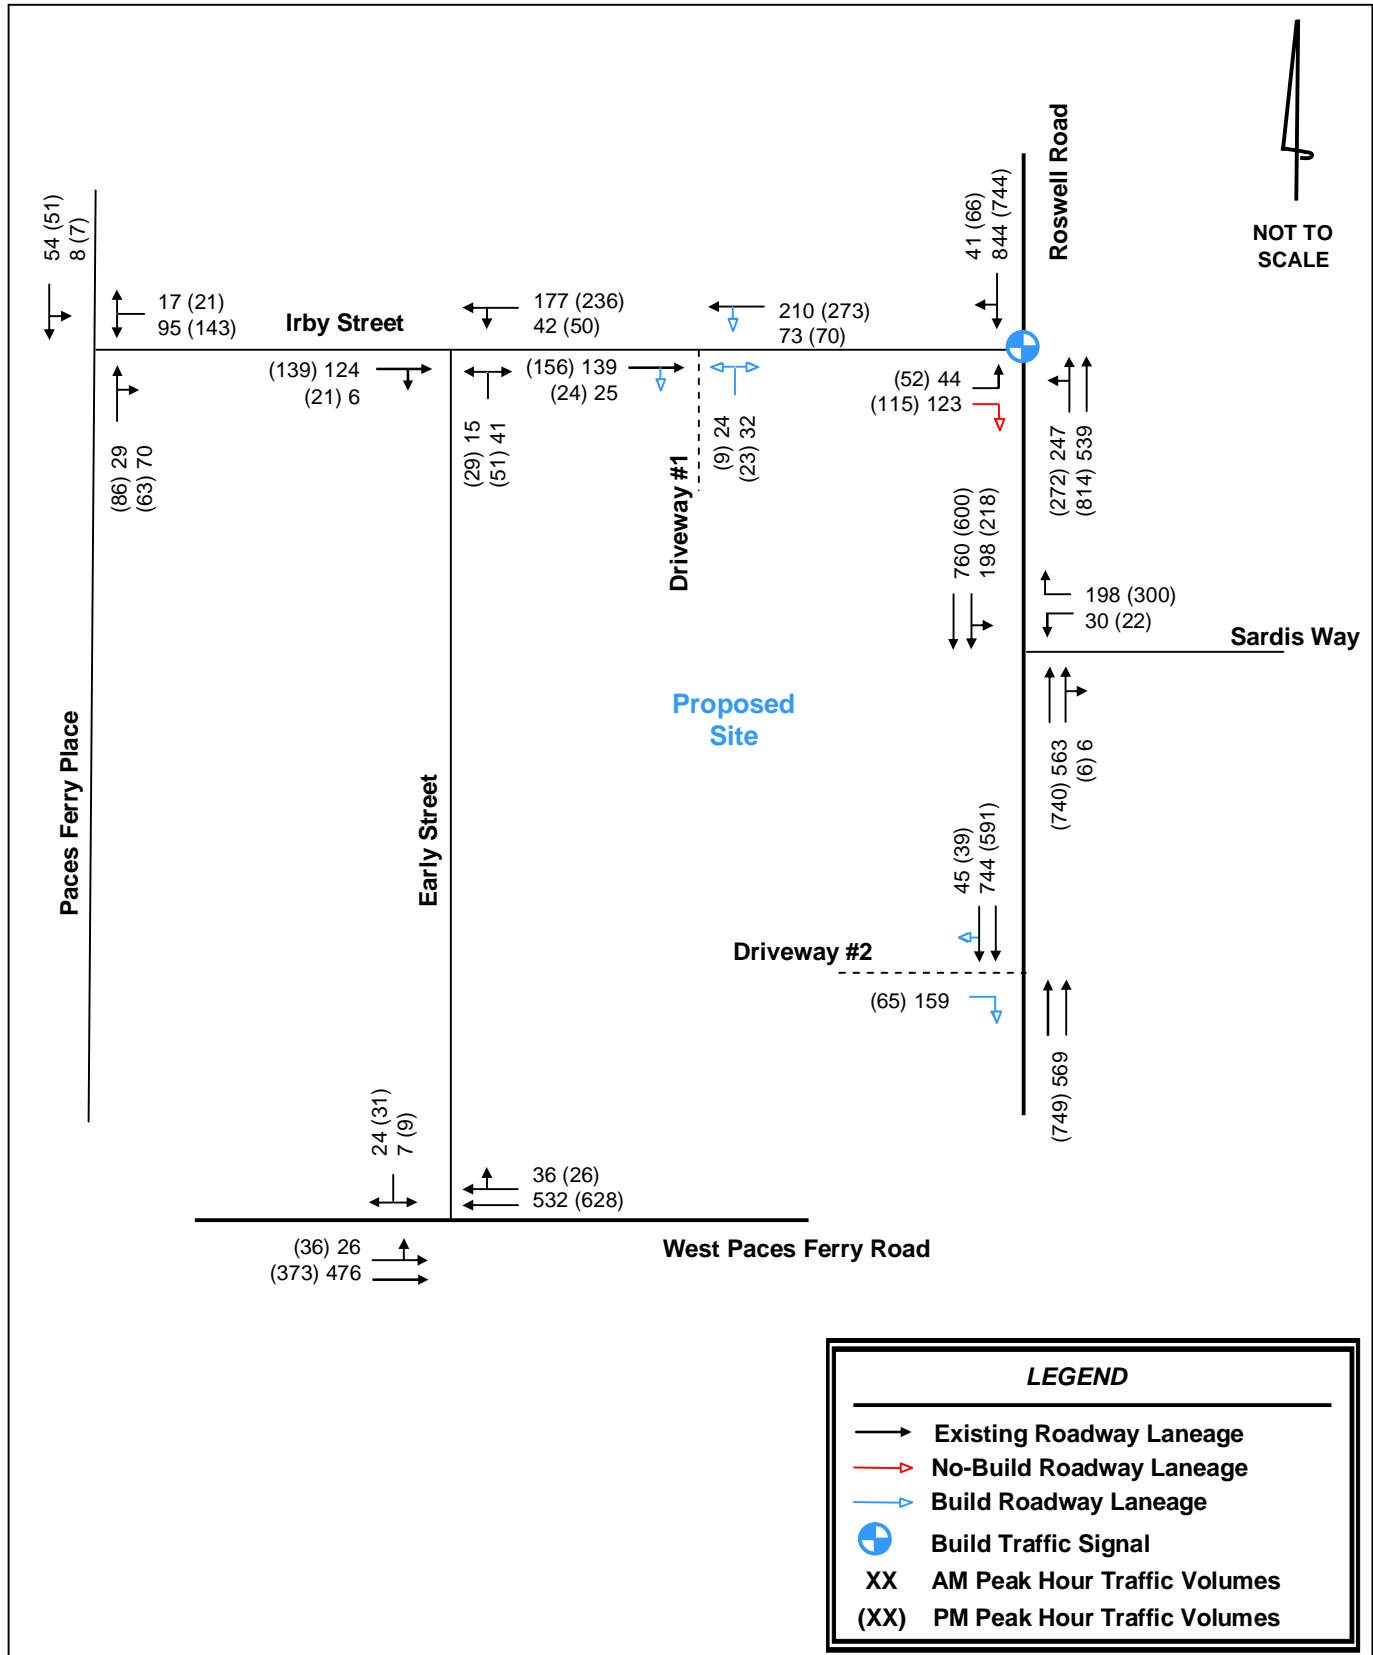 Roswell Road
NOT TO
SCALE
54 (51)
8 (7)
41 (66)
844 (744)
17 (21)
95 (143)
Irby Street
177 (236)
42 (50)
210 (273)
73 (70)
(139) 124
(21) 6
(156) 139
(24) 25
(52) 44
(115) 123
(86) 29
(63) 70
(29) 15
(51) 41
Driveway #1
(9) 24
(23) 32
(272) 247
(814) 539
760 (600)
198 (218)
198 (300)
30 (22)
Sardis Way
Proposed
Site
Paces Ferry Place
Early Street
(740) 563
(6) 6
45 (39)
744 (591)
Driveway #2
(65) 159
(749) 569
24 (31)
7 (9)
36 (26)
532 (628)
(36) 26
(373) 476
West Paces Ferry Road
LEGEND
Existing Roadway Laneage
No-Build Roadway Laneage
Build Roadway Laneage
Build Traffic Signal
XX AM Peak Hour Traffic Volumes
(XX) PM Peak Hour Traffic Volumes